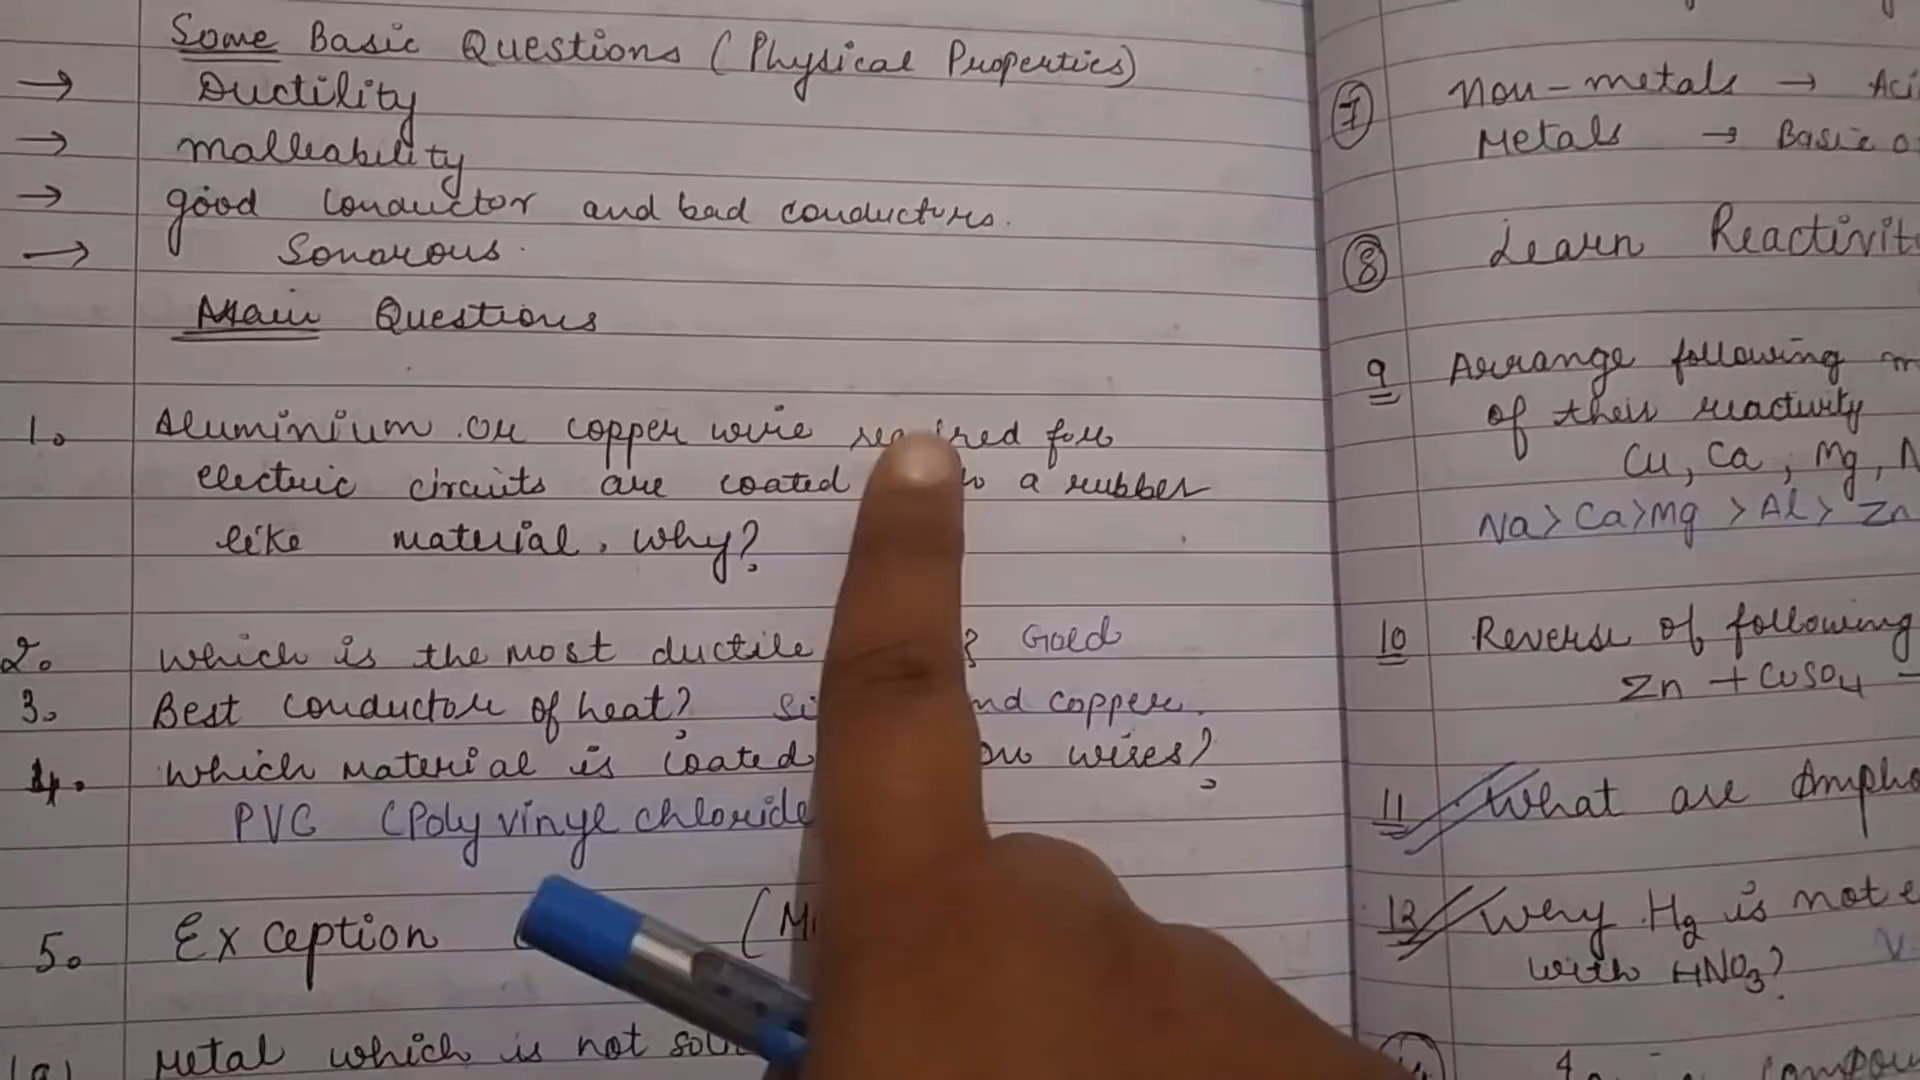 Some Basic Questions (Physical Properties)
→ Ductility
→ malleability
→ good conductor and bad conductors.
→ Sonorous.
Main Questions
1. Aluminium or copper wire required for
electric circuits are coated a rubber
like material. why?
2. which is the most ductile ? Gold
3. Best conductor of heat? and copper.
4. which material is coated on wires?
PVC (Poly vinyl chloride
5. Exception
(a) Metal which is not
7 Non-metals →
Metals → Basic
8 Learn
9 Arrange following
of their reactivity
Cu, Ca, Mg,
Na > Ca > Mg > Al > Zn
10 Reverse of following
Zn + CuSO4
11 What are
12 Why Hg is not
with HNO3?